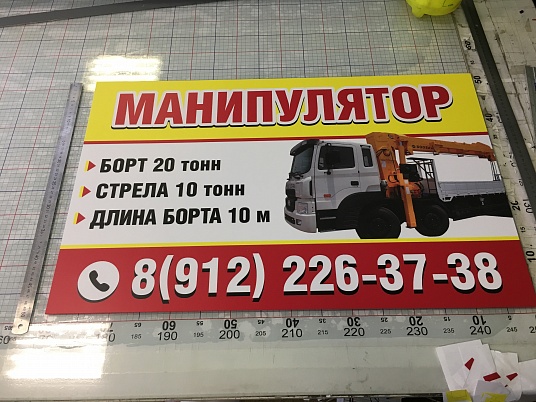 МАНИПУЛЯТОР
БОРТ 20 тонн
СТРЕЛА 10 тонн
ДЛИНА БОРТА 10 м
8(912) 226-37-38